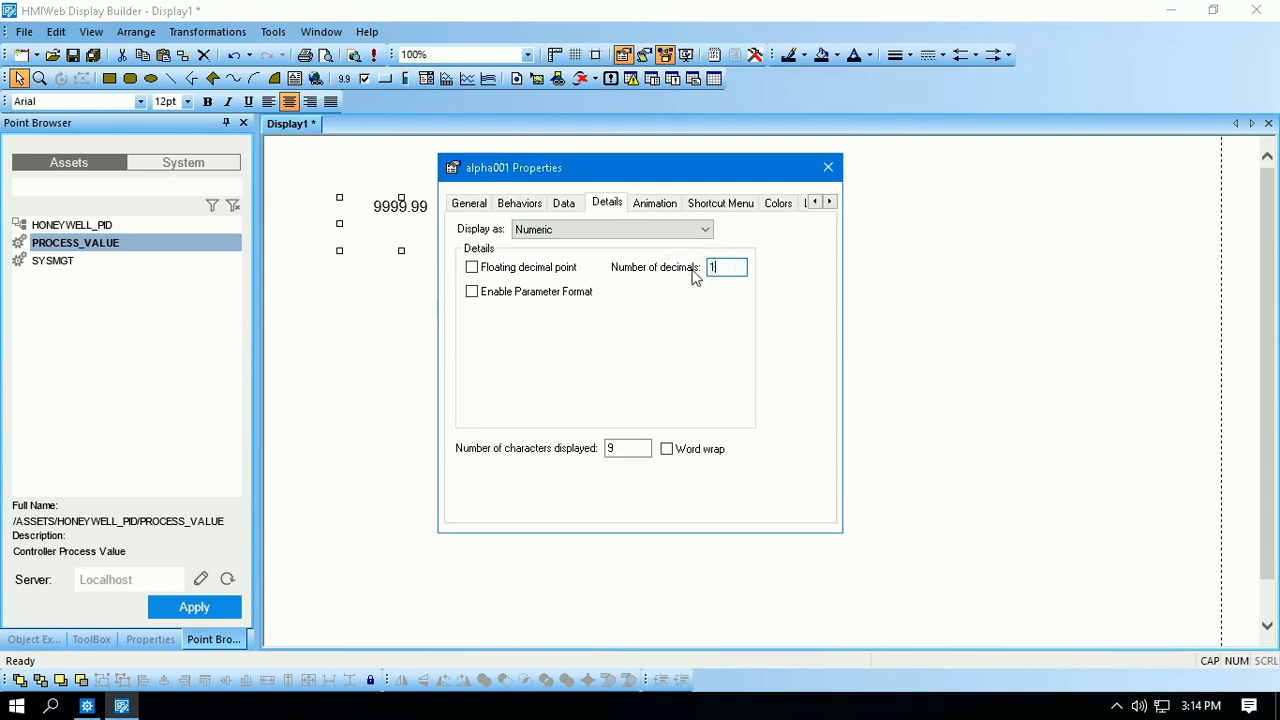 HMIWeb Display Builder - Display1 *
File Edit View Arrange Transformations Tools Window Help
100%
9.9
Arial 12pt B I U
Point Browser
Display1 *
Assets System
HONEYWELL_PID
PROCESS_VALUE
SYSMGT
9999.99
alpha001 Properties
General Behaviors Data Details Animation Shortcut Menu Colors
Display as: Numeric
Details
Floating decimal point Number of decimals: 1
Enable Parameter Format
Number of characters displayed: 9 Word wrap
Full Name:
/ASSETS/HONEYWELL_PID/PROCESS_VALUE
Description:
Controller Process Value
Server: Localhost
Apply
Object Ex... ToolBox Properties Point Bro...
Ready CAP NUM SCRL
3:14 PM